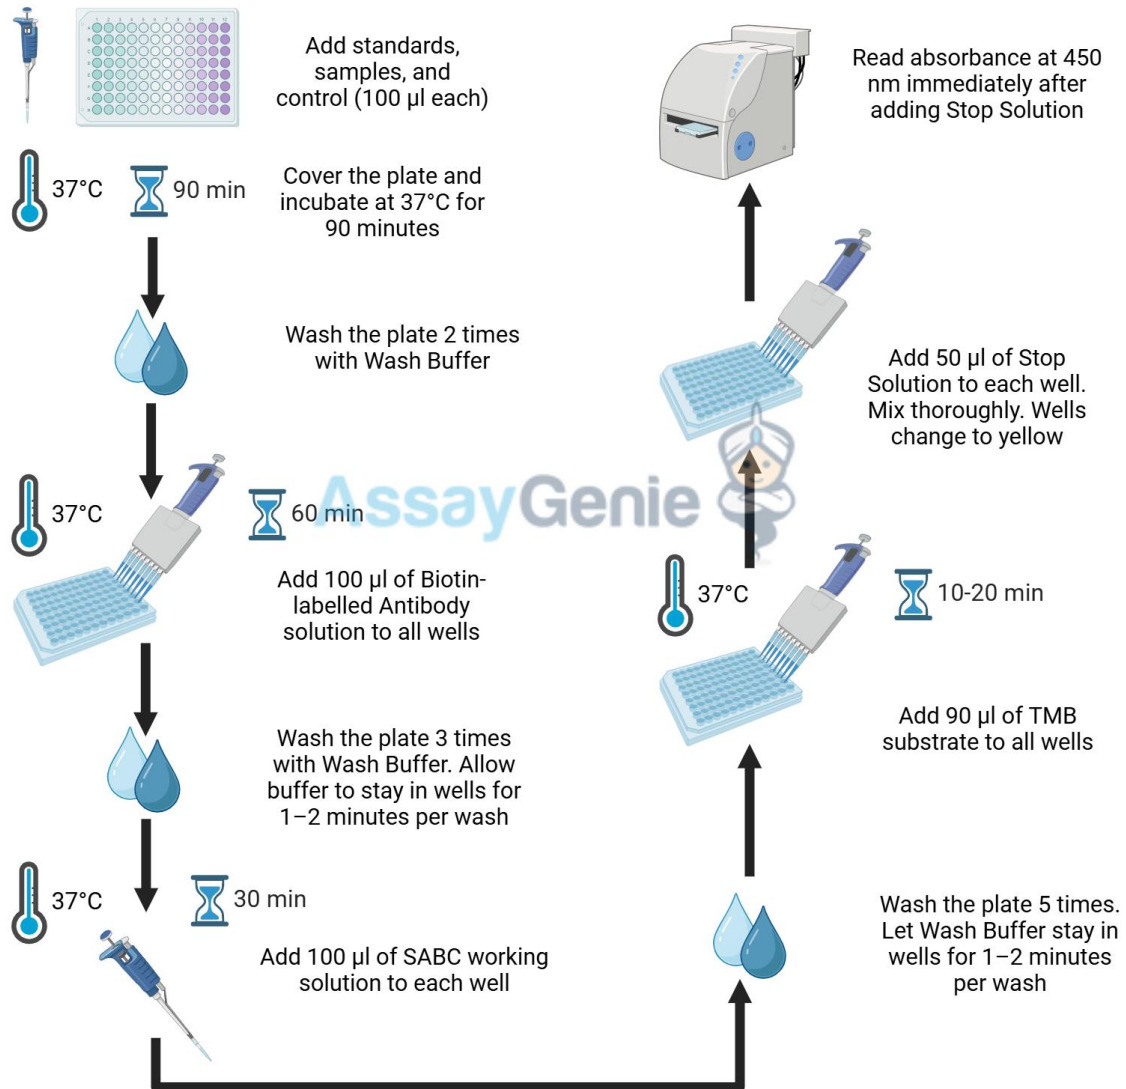 Add standards,
samples, and
control (100 µl each)
37°C
90 min
Cover the plate and
incubate at 37°C for
90 minutes
Wash the plate 2 times
with Wash Buffer
37°C
60 min
Add 100 µl of Biotin-
labelled Antibody
solution to all wells
Wash the plate 3 times
with Wash Buffer. Allow
buffer to stay in wells for
1–2 minutes per wash
37°C
30 min
Add 100 µl of SABC working
solution to each well
Wash the plate 5 times.
Let Wash Buffer stay in
wells for 1–2 minutes
per wash
37°C
10-20 min
Add 90 µl of TMB
substrate to all wells
Add 50 µl of Stop
Solution to each well.
Mix thoroughly. Wells
change to yellow
Read absorbance at 450
nm immediately after
adding Stop Solution
AssayGenie